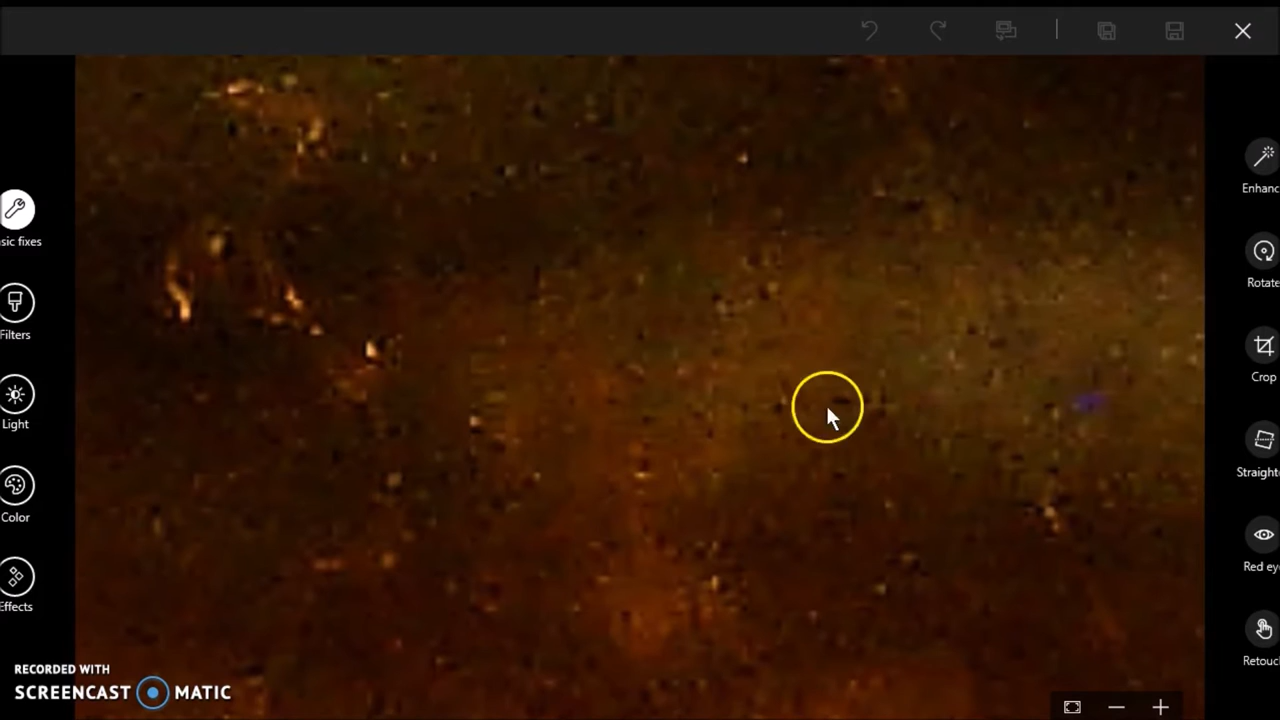 sic fixes
Filters
Light
Color
Effects
Enhanc
Rotate
Crop
Straight
Red ey
Retouc
RECORDED WITH
SCREENCAST MATIC